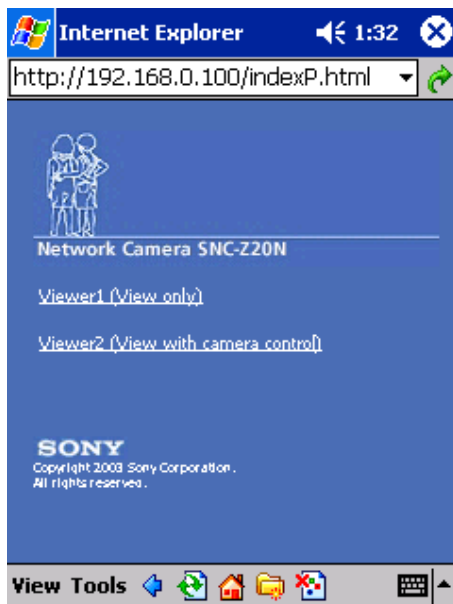 Internet Explorer 1:32
http://192.168.0.100/indexP.html
Network Camera SNC-Z20N
Viewer1 (View only)
Viewer2 (View with camera control)
SONY
Copyright 2003 Sony Corporation.
All rights reserved.
View Tools